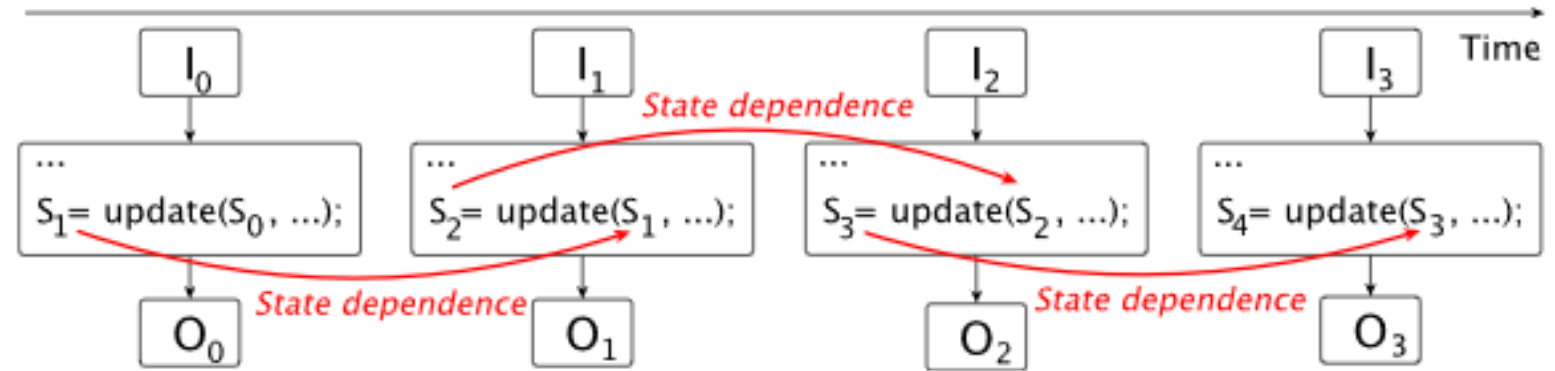 Time
I0
I1
I2
I3
State dependence
...
S1= update(S0, ...);
...
S2= update(S1, ...);
...
S3= update(S2, ...);
...
S4= update(S3, ...);
State dependence
State dependence
O0
O1
O2
O3